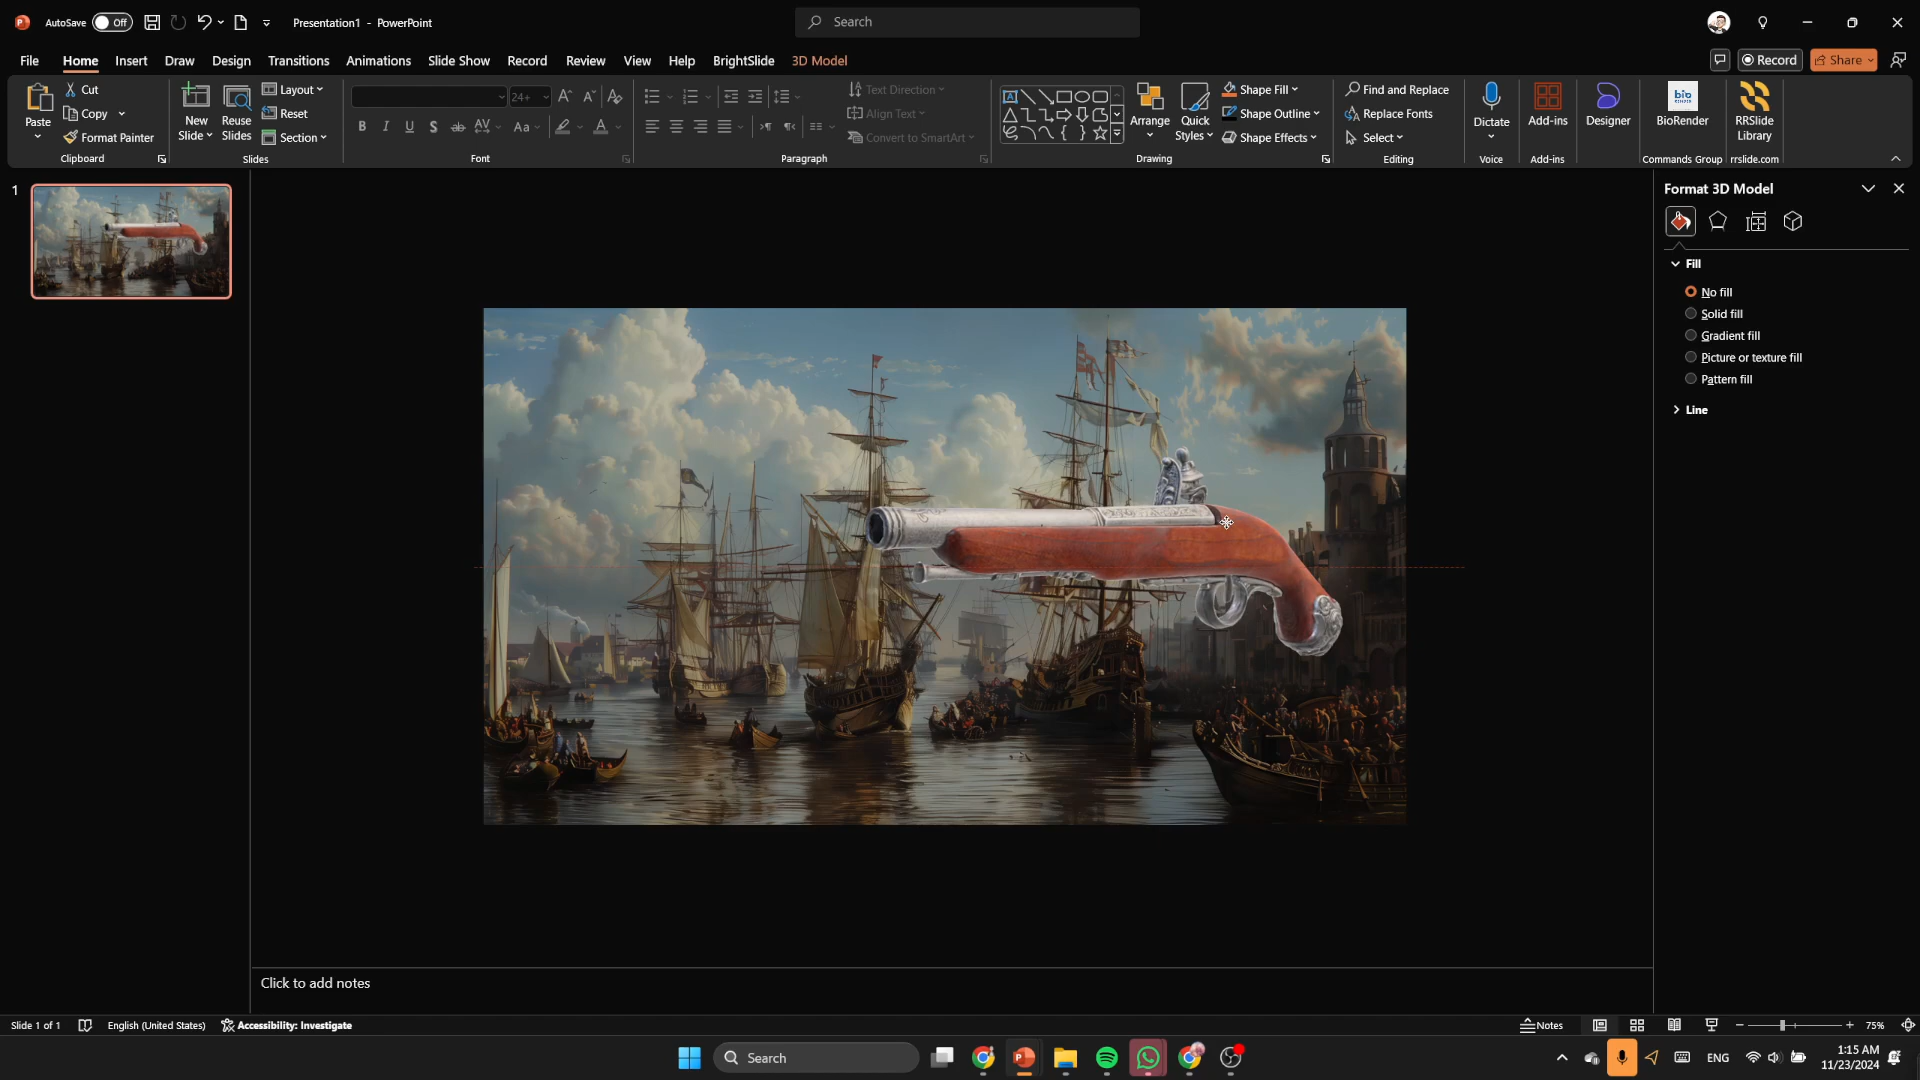 AutoSave Off Presentation1 - PowerPoint Search
File Home Insert Draw Design Transitions Animations Slide Show Record Review View Help BrightSlide 3D Model Record Share
Paste Cut Copy Format Painter
Clipboard
New Slide Reuse Slides Layout Reset Section
Slides
24+
Font
Text Direction
Align Text
Convert to SmartArt
Paragraph
Arrange Quick Styles
Shape Fill
Shape Outline
Shape Effects
Drawing
Find and Replace
Replace Fonts
Select
Editing
Dictate
Voice
Add-ins
Add-ins
Designer
bio
BioRender
Commands Group
RRSlide Library
rrslide.com
1
Format 3D Model
Fill
No fill
Solid fill
Gradient fill
Picture or texture fill
Pattern fill
Line
Click to add notes
Slide 1 of 1 English (United States) Accessibility: Investigate Notes 75%
Search ENG 1:15 AM
11/23/2024